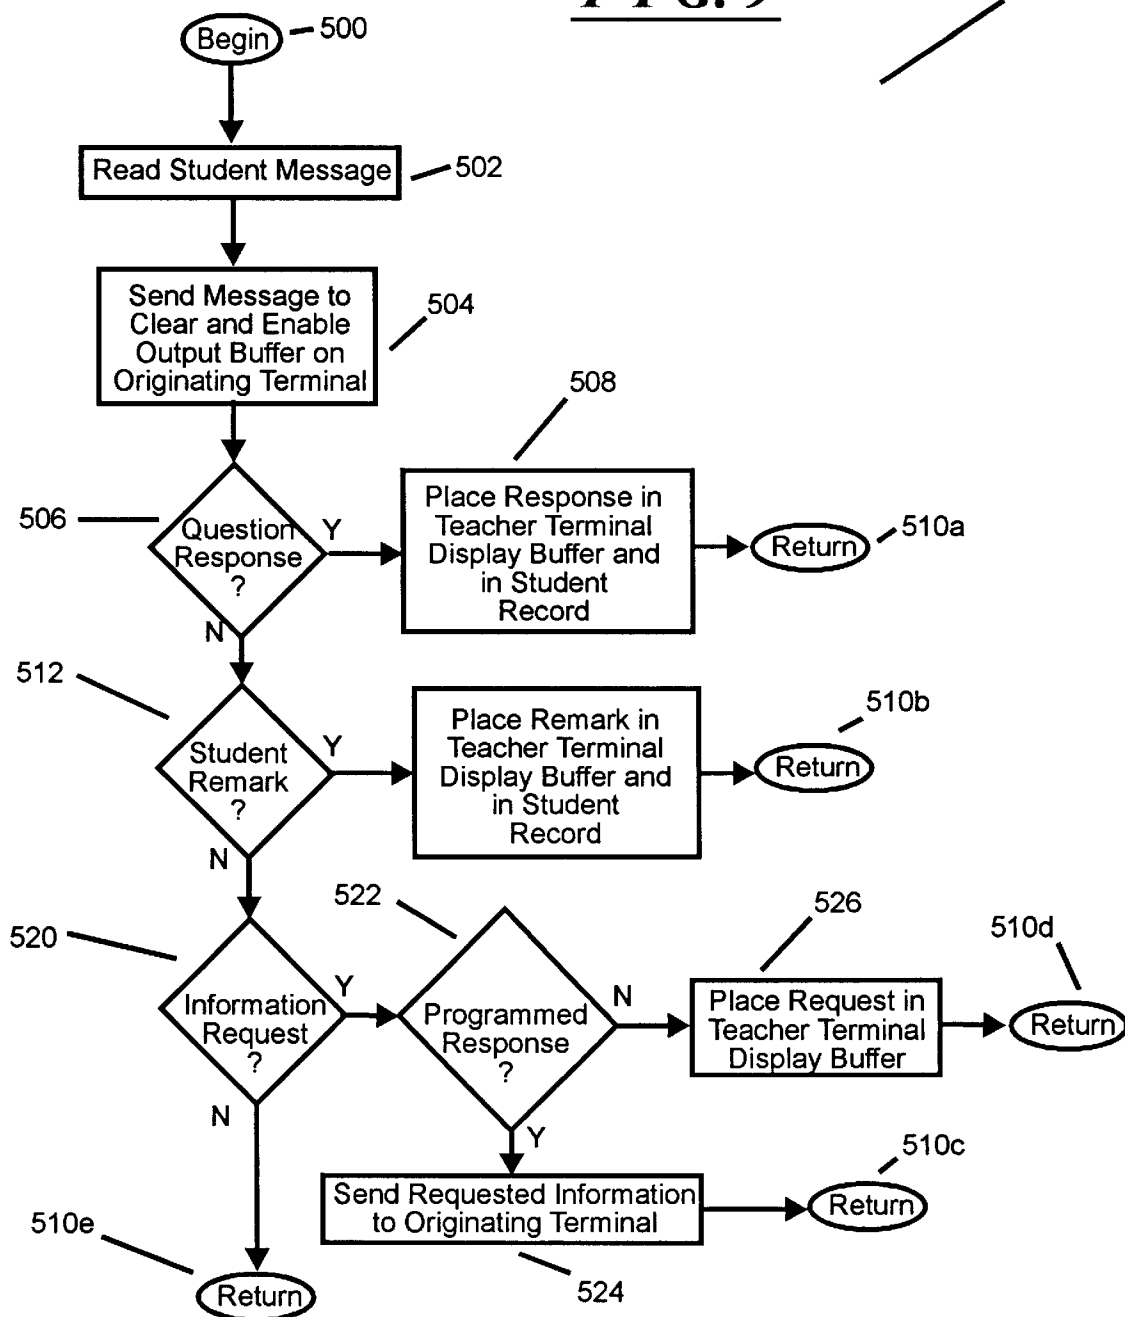 FIG. 9
Begin
500
Read Student Message
502
Send Message to
Clear and Enable
Output Buffer on
Originating Terminal
504
506
Question
Response
?
Y
N
508
Place Response in
Teacher Terminal
Display Buffer and
in Student
Record
Return
510a
512
Student
Remark
?
Y
N
Place Remark in
Teacher Terminal
Display Buffer and
in Student
Record
510b
Return
520
Information
Request
?
Y
N
522
Programmed
Response
?
N
Y
526
Place Request in
Teacher Terminal
Display Buffer
510d
Return
Send Requested Information
to Originating Terminal
524
510c
Return
510e
Return